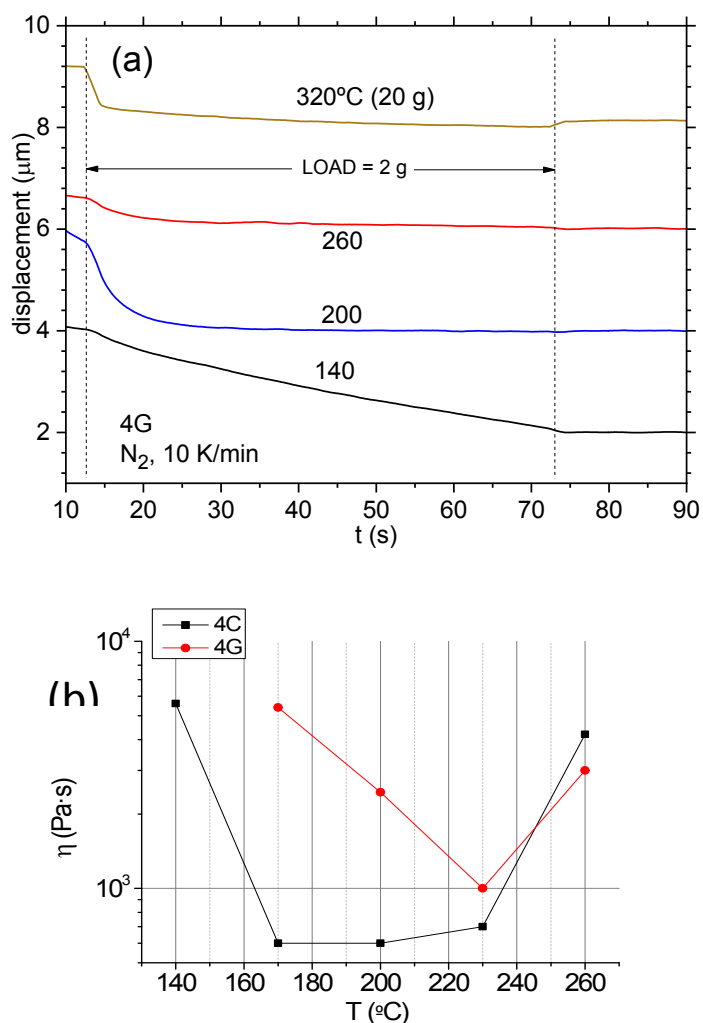 10
(a)
320ºC (20 g)
8
LOAD = 2 g
displacement (μm)
6
260
200
4
140
4G
2
N2, 10 K/min
10 20 30 40 50 60 70 80 90
t (s)
4C
4G
10^4
(b)
η (Pa·s)
10^3
140 160 180 200 220 240 260
T (ºC)